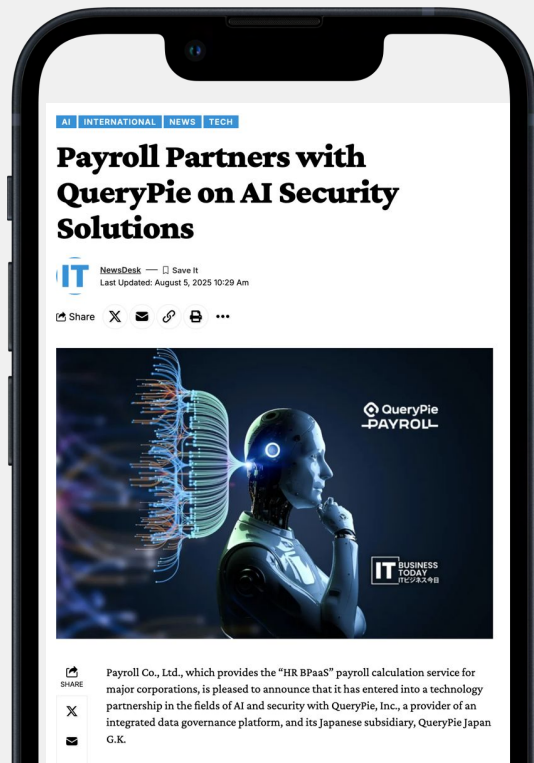 AI INTERNATIONAL NEWS TECH
Payroll Partners with
QueryPie on AI Security
Solutions
IT
NewsDesk — Save It
Last Updated: August 5, 2025 10:29 Am
Share
QueryPie
PAYROLL
IT BUSINESS
TODAY
ITビジネス今日
SHARE
Payroll Co., Ltd., which provides the “HR BPaaS” payroll calculation service for
major corporations, is pleased to announce that it has entered into a technology
partnership in the fields of AI and security with QueryPie, Inc., a provider of an
integrated data governance platform, and its Japanese subsidiary, QueryPie Japan
G.K.